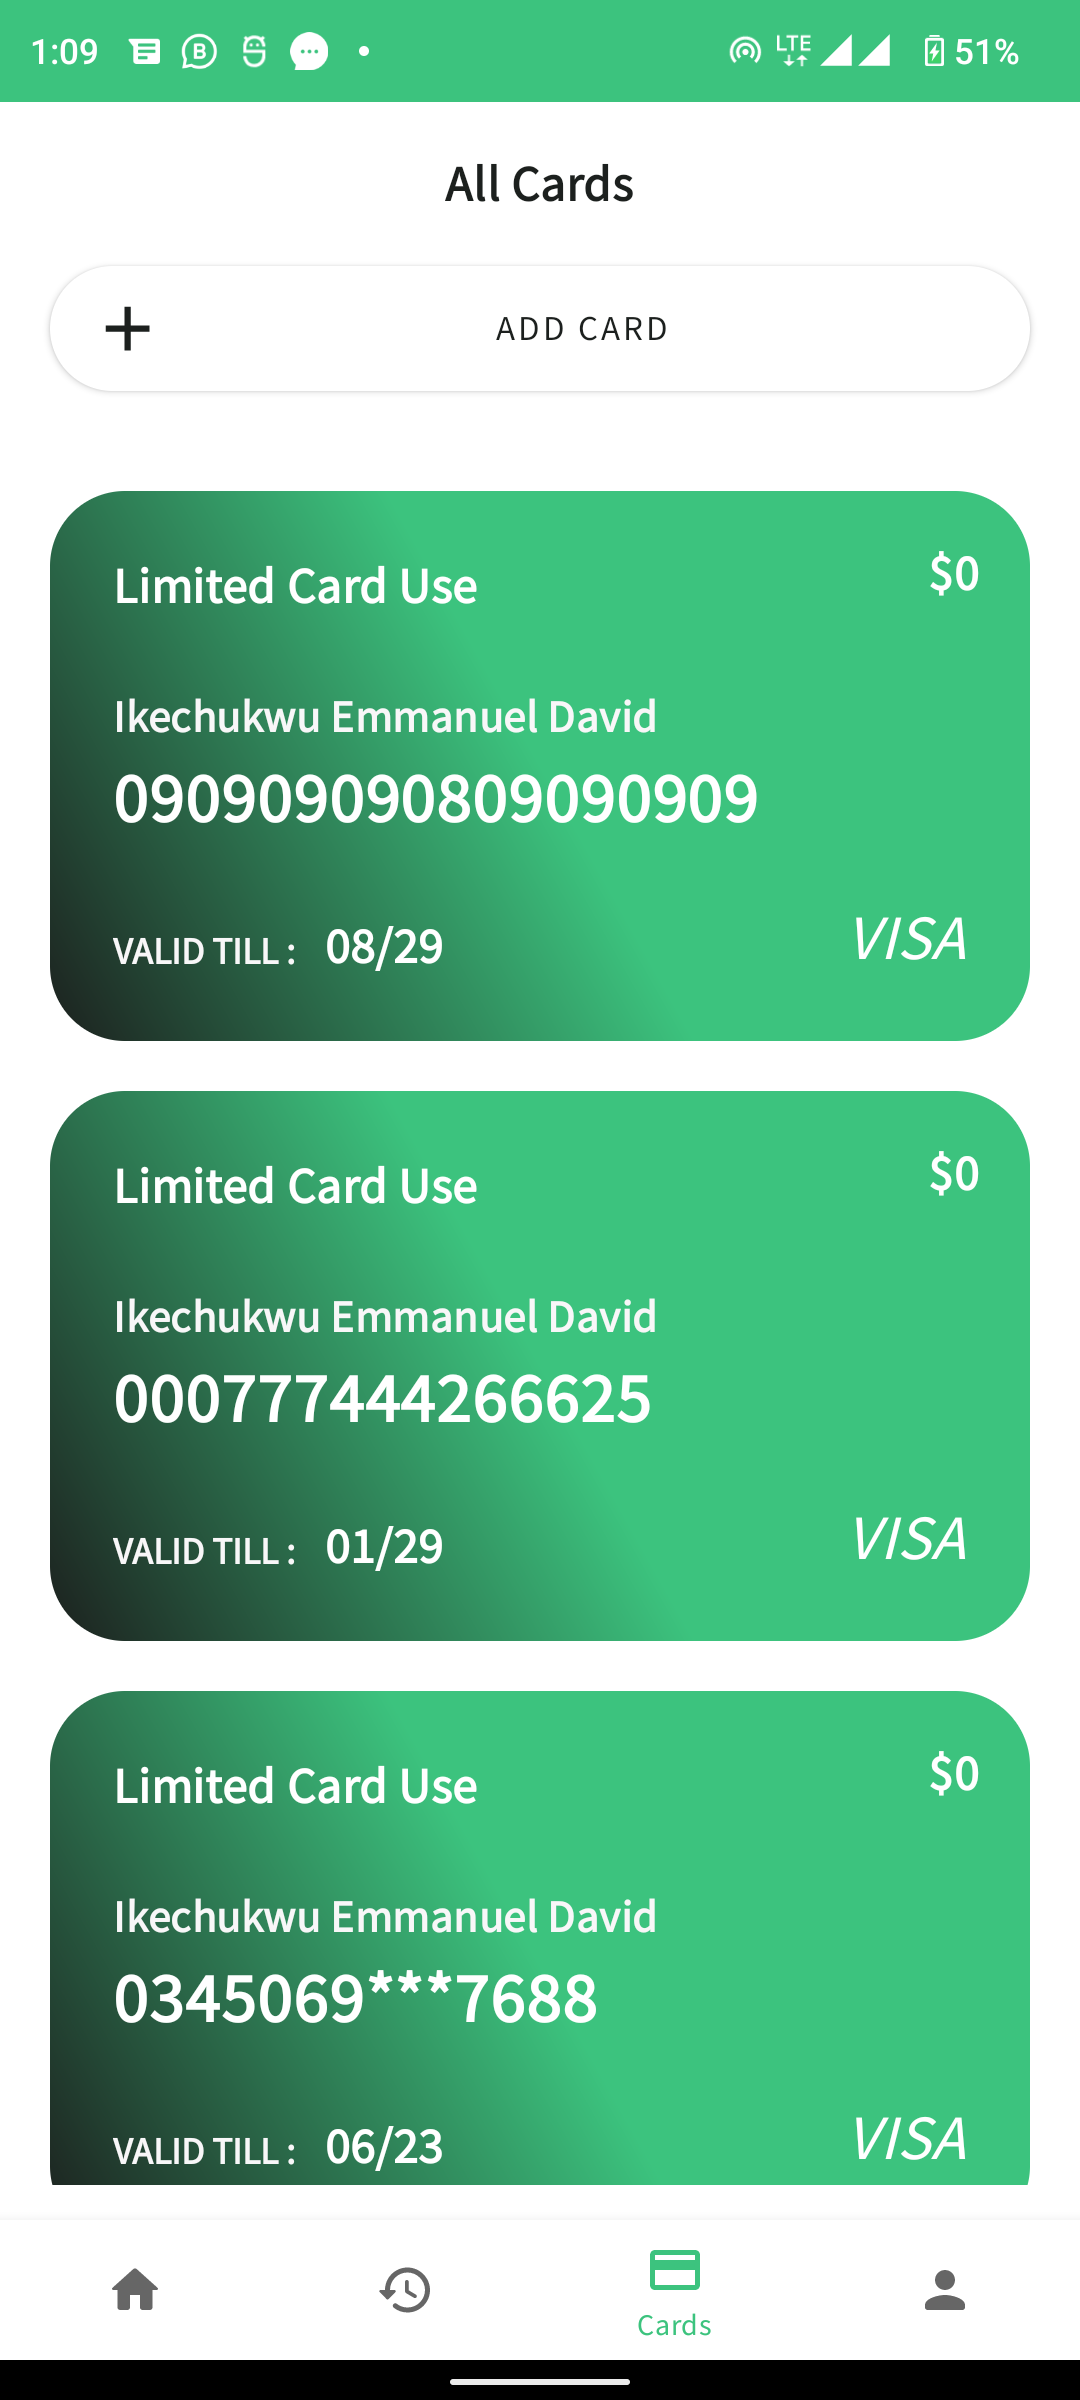 1:09 LTE 51%
All Cards
ADD CARD
Limited Card Use $0
Ikechukwu Emmanuel David
090909090809090909
VALID TILL : 08/29 VISA
Limited Card Use $0
Ikechukwu Emmanuel David
000777444266625
VALID TILL : 01/29 VISA
Limited Card Use $0
Ikechukwu Emmanuel David
0345069***7688
VALID TILL : 06/23 VISA
Cards